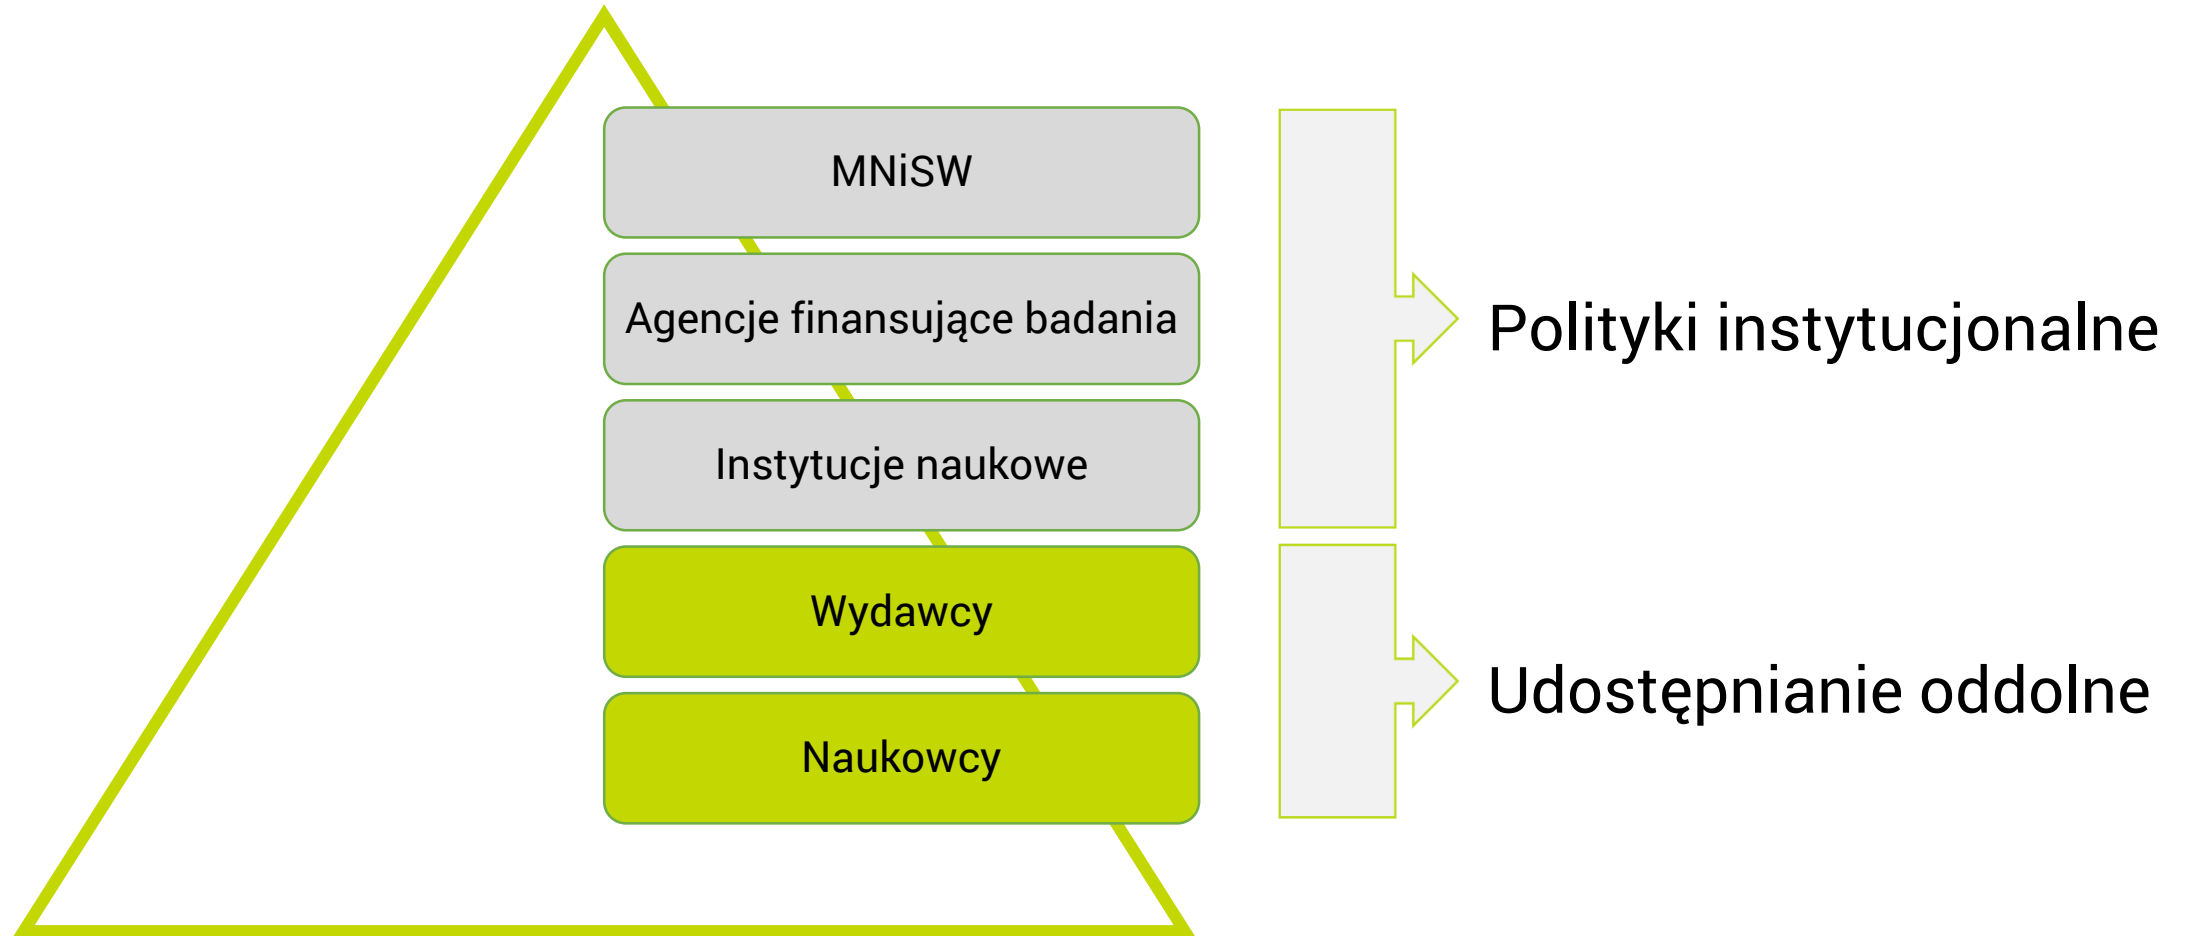 MNiSW
Agencje finansujące badania
Instytucje naukowe
Wydawcy
Naukowcy
Polityki instytucjonalne
Udostępnianie oddolne